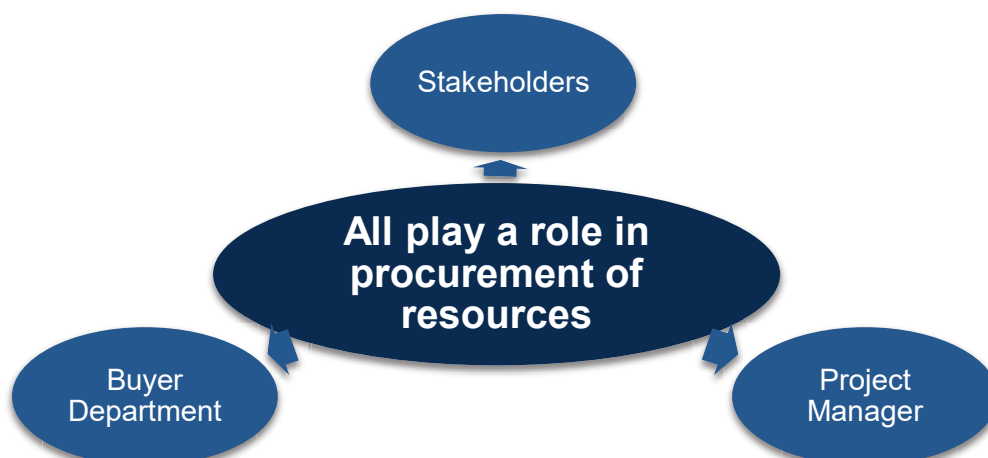 Stakeholders
All play a role in
procurement of
resources
Buyer
Department
Project
Manager